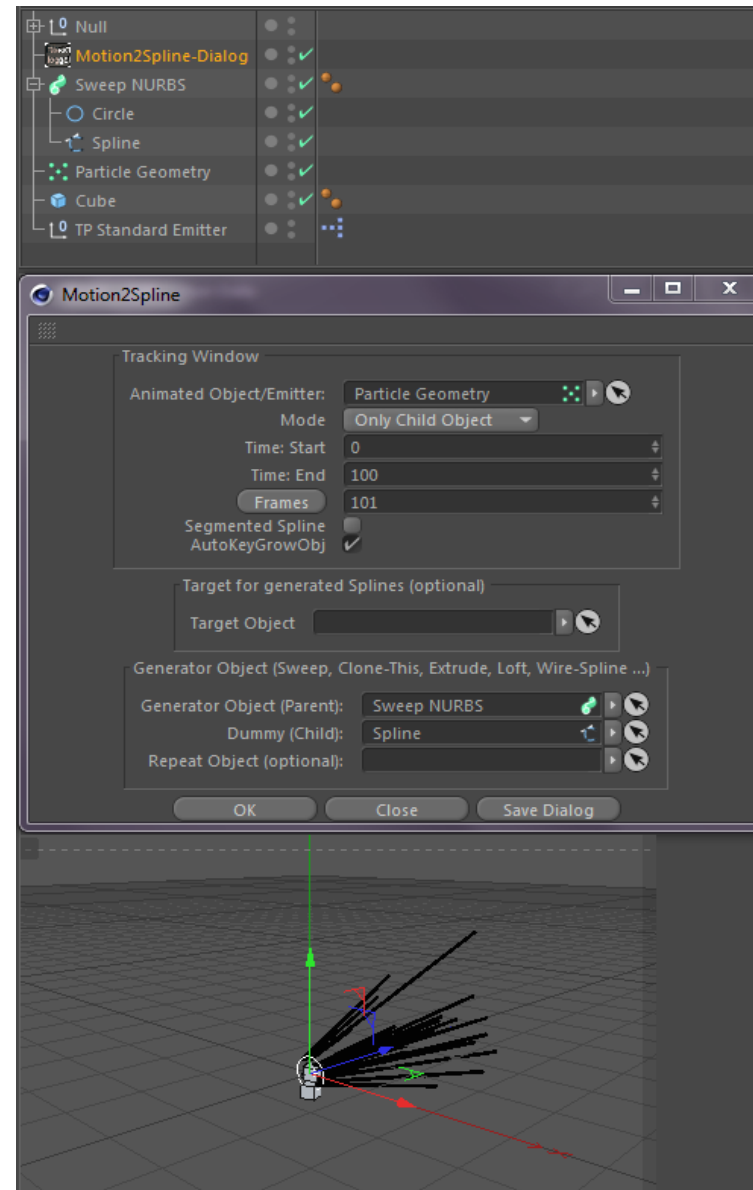 Null
Motion2Spline-Dialog
Sweep NURBS
Circle
Spline
Particle Geometry
Cube
TP Standard Emitter
Motion2Spline
Tracking Window
Animated Object/Emitter: Particle Geometry
Mode Only Child Object
Time: Start 0
Time: End 100
Frames 101
Segmented Spline
AutoKeyGrowObj
Target for generated Splines (optional)
Target Object
Generator Object (Sweep, Clone-This, Extrude, Loft, Wire-Spline ...)
Generator Object (Parent): Sweep NURBS
Dummy (Child): Spline
Repeat Object (optional):
OK Close Save Dialog